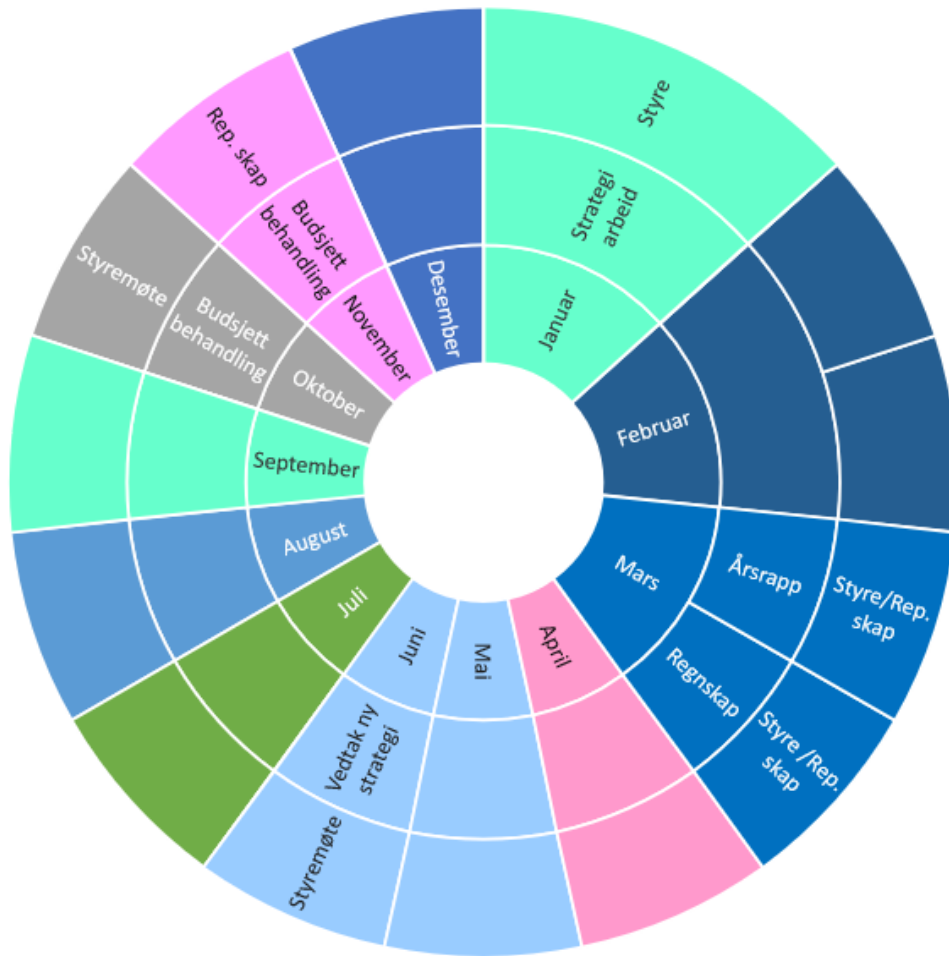 Styre
Strategi
arbeid
Januar
Februar
Mars
Årsrapp
Styre/Rep.
skap
Regnskap
Styre /Rep.
skap
April
Mai
Juni
Vedtak ny
strategi
Styremøte
Juli
August
September
Oktober
Budsjett
behandling
Styremøte
November
Budsjett
behandling
Rep. skap
Desember